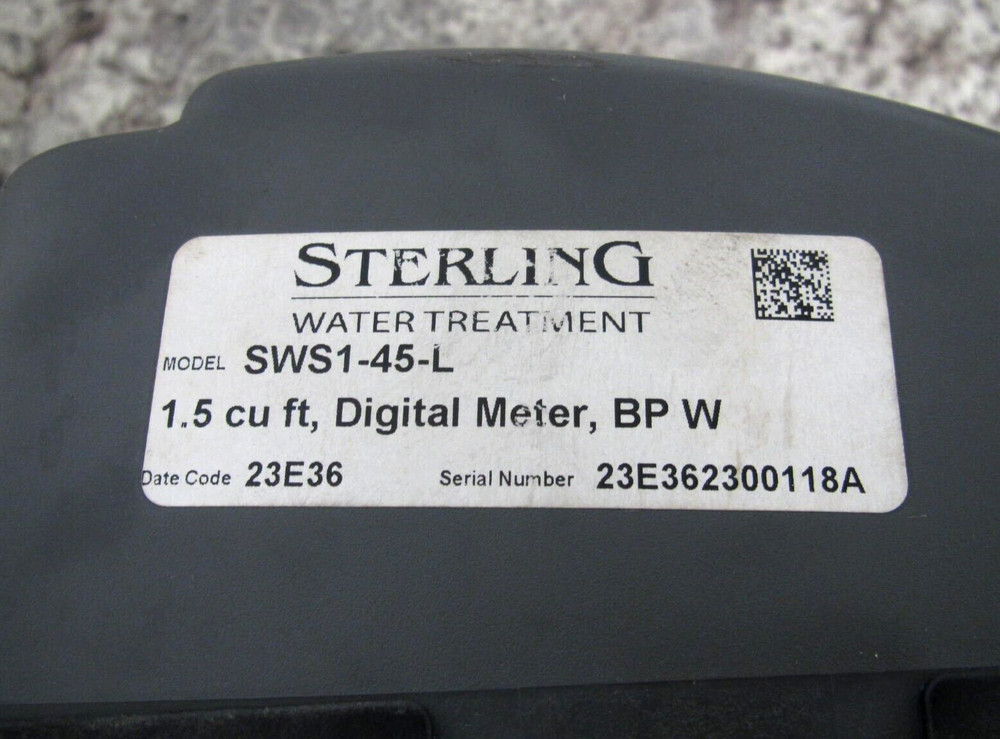 STERLING
WATER TREATMENT
MODEL SWS1-45-L
1.5 cu ft, Digital Meter, BP W
Date Code 23E36 Serial Number 23E362300118A